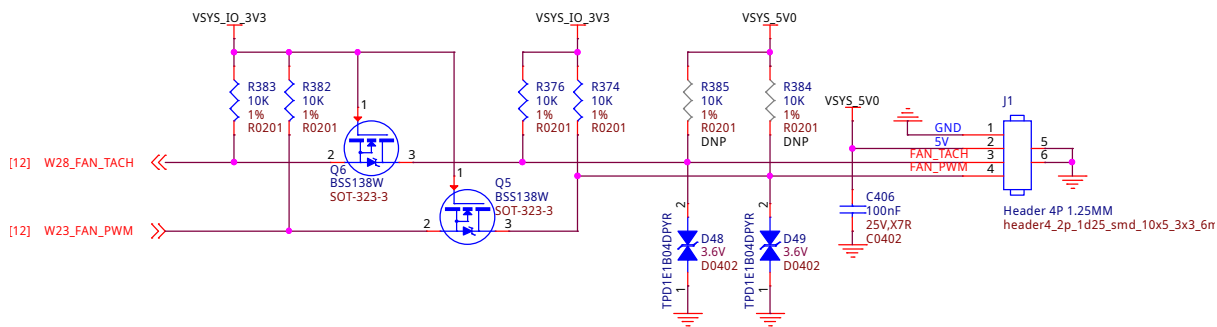 VSYS_IO_3V3
VSYS_IO_3V3
VSYS_5V0
R383
10K
1%
R0201
R382
10K
1%
R0201
R376
10K
1%
R0201
R374
10K
1%
R0201
R385
10K
1%
R0201
DNP
R384
10K
1%
R0201
DNP
VSYS_5V0
J1
GND 1
5V 2
FAN_TACH 3
FAN_PWM 4
5
6
[12] W28_FAN_TACH
2
1
3
Q6
BSS138W
SOT-323-3
1
Q5
BSS138W
SOT-323-3
[12] W23_FAN_PWM
2
3
TPD1E1B04DPYR
2
1
D48
3.6V
D0402
TPD1E1B04DPYR
2
1
D49
3.6V
D0402
C406
100nF
25V,X7R
C0402
Header 4P 1.25MM
header4_2p_1d25_smd_10x5_3x3_6m